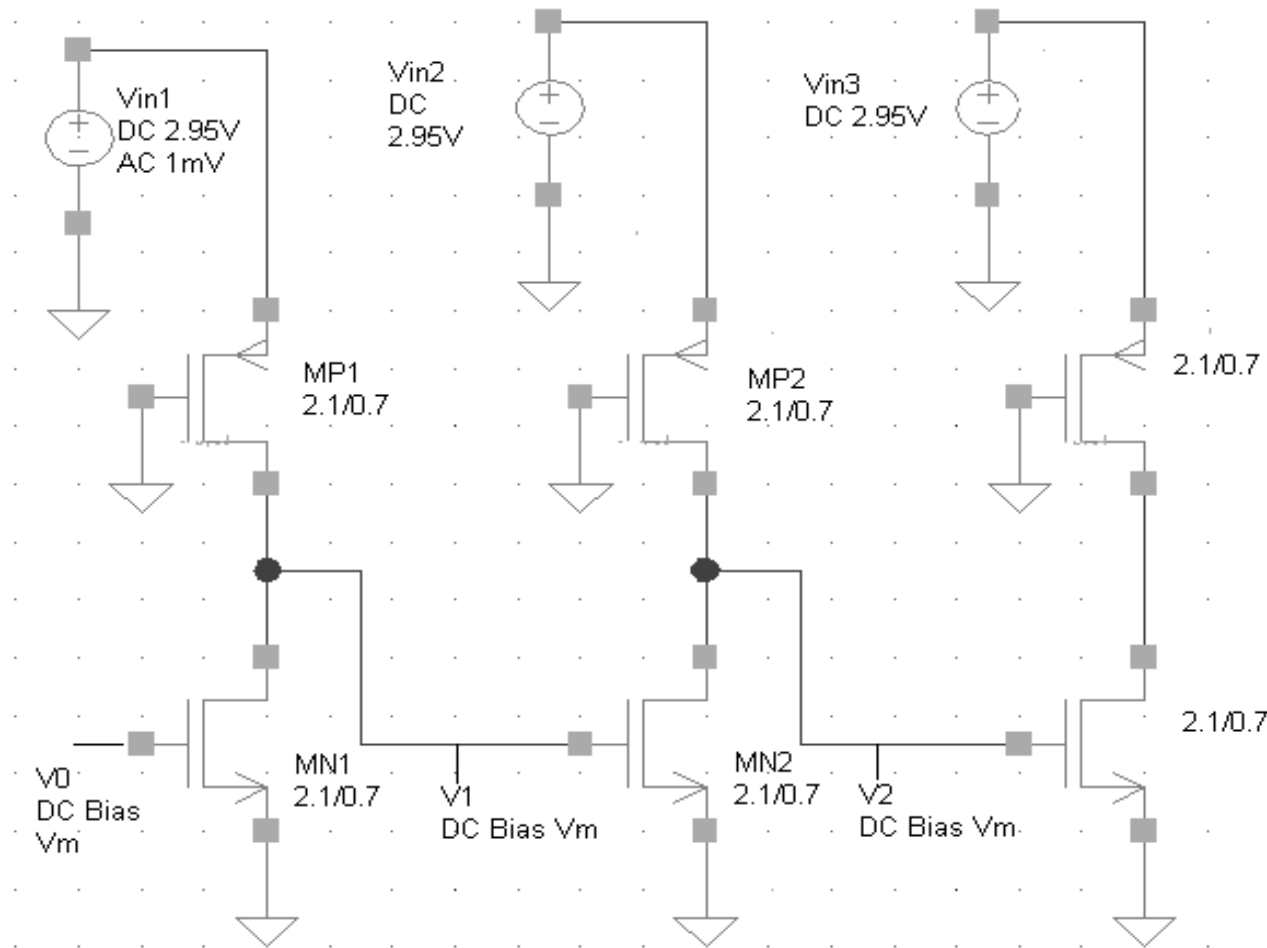 Vin1
DC 2.95V
AC 1mV
Vin2
DC
2.95V
Vin3
DC 2.95V
MP1
2.1/0.7
MP2
2.1/0.7
2.1/0.7
V0
DC Bias
Vm
MN1
2.1/0.7
V1
DC Bias Vm
MN2
2.1/0.7
V2
DC Bias Vm
2.1/0.7